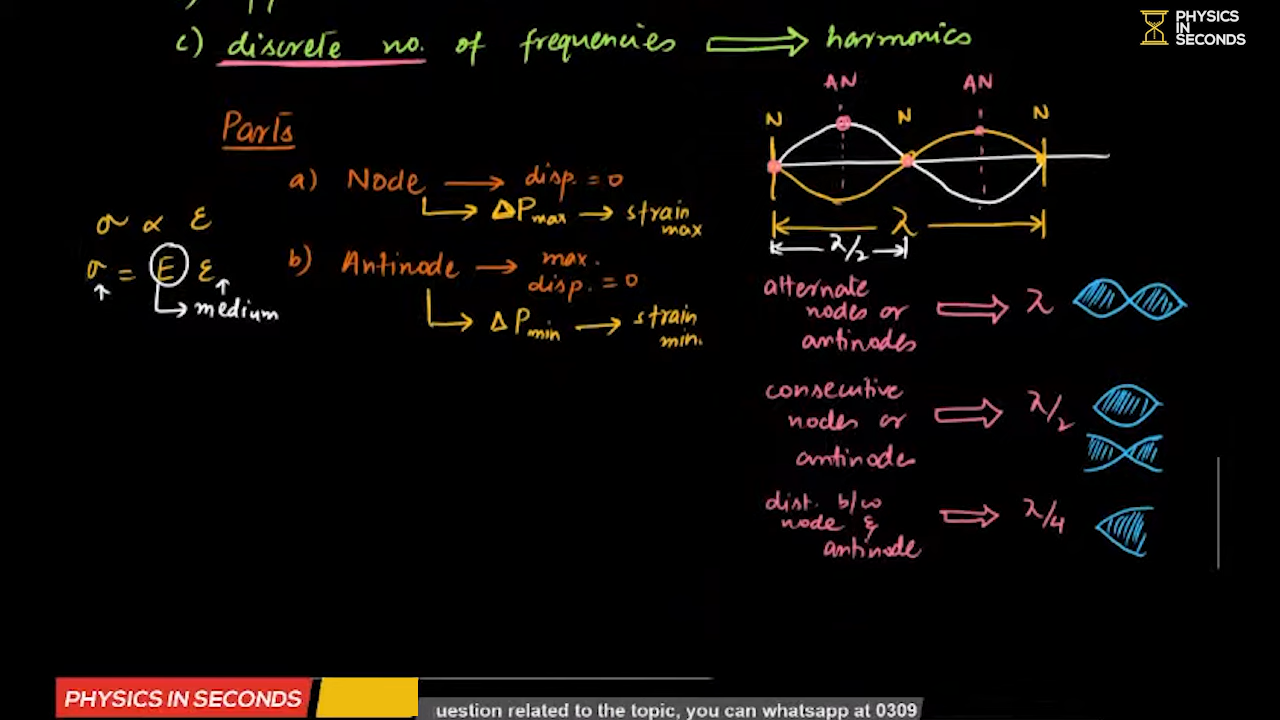 c) discrete no. of frequencies ⟹ harmonics
PHYSICS
IN
SECONDS
Parts
a) Node → disp. = 0
↳ ΔPmax → strain max
σ ∝ ε
σ = E ε
↳ medium
b) Antinode → max.
disp. = 0
↳ ΔPmin → strain min.
AN AN
N N N
λ
λ/2
alternate
nodes or
antinodes ⟹ λ
consecutive
nodes or ⟹ λ/2
antinode
dist. b/w
node & ⟹ λ/4
antinode
PHYSICS IN SECONDS
uestion related to the topic, you can whatsapp at 0309